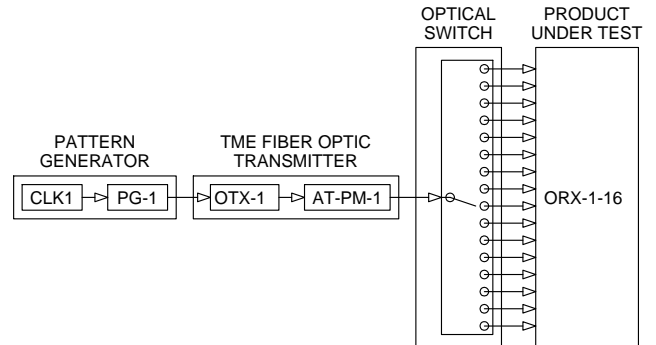 OPTICAL
SWITCH
PRODUCT
UNDER TEST
PATTERN
GENERATOR
TME FIBER OPTIC
TRANSMITTER
CLK1
PG-1
OTX-1
AT-PM-1
ORX-1-16